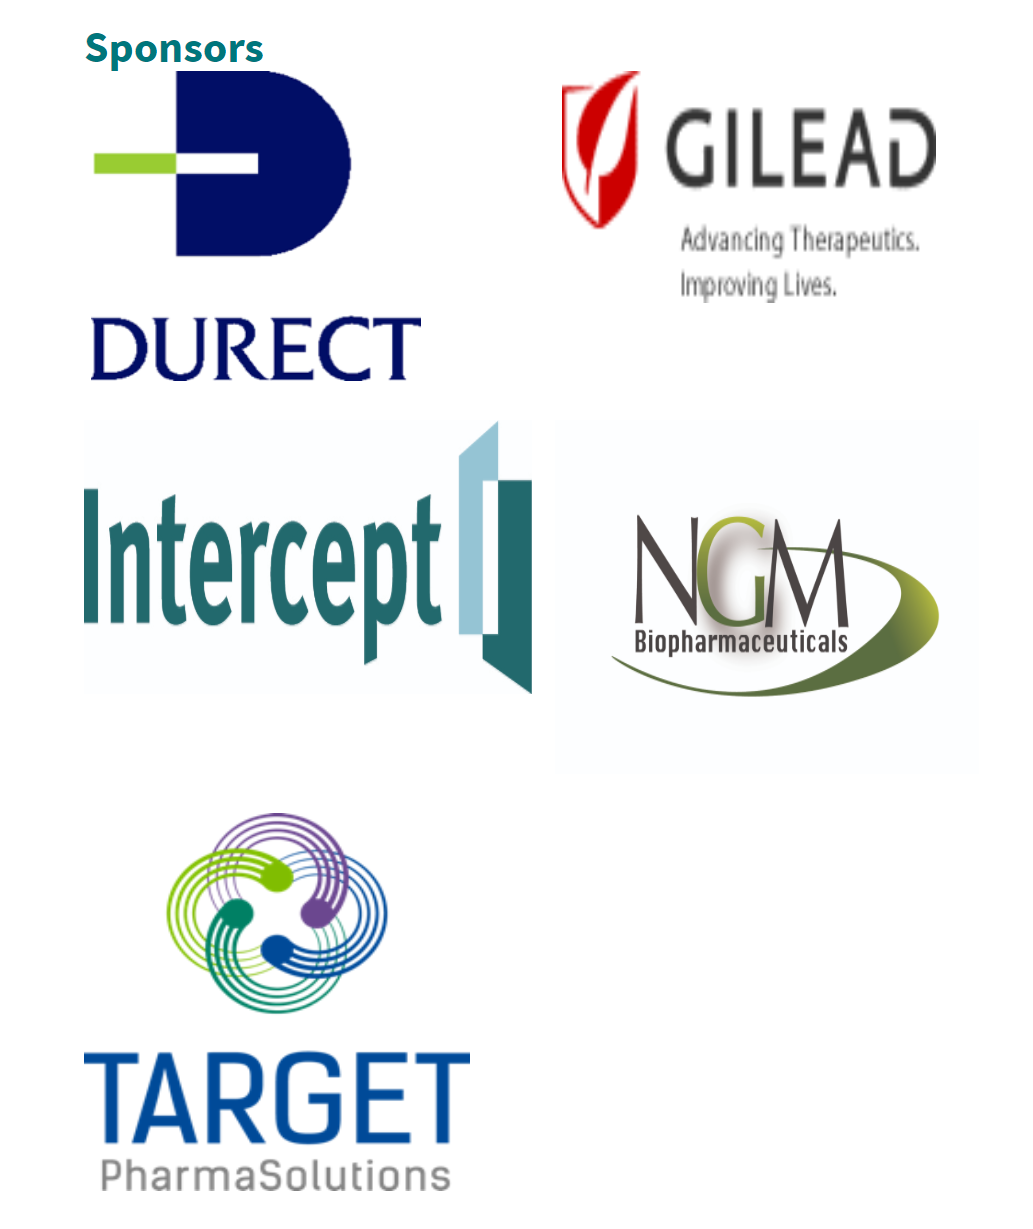 Sponsors
DURECT
GILEAD
Advancing Therapeutics.
Improving Lives.
Intercept
NGM
Biopharmaceuticals
TARGET
PharmaSolutions